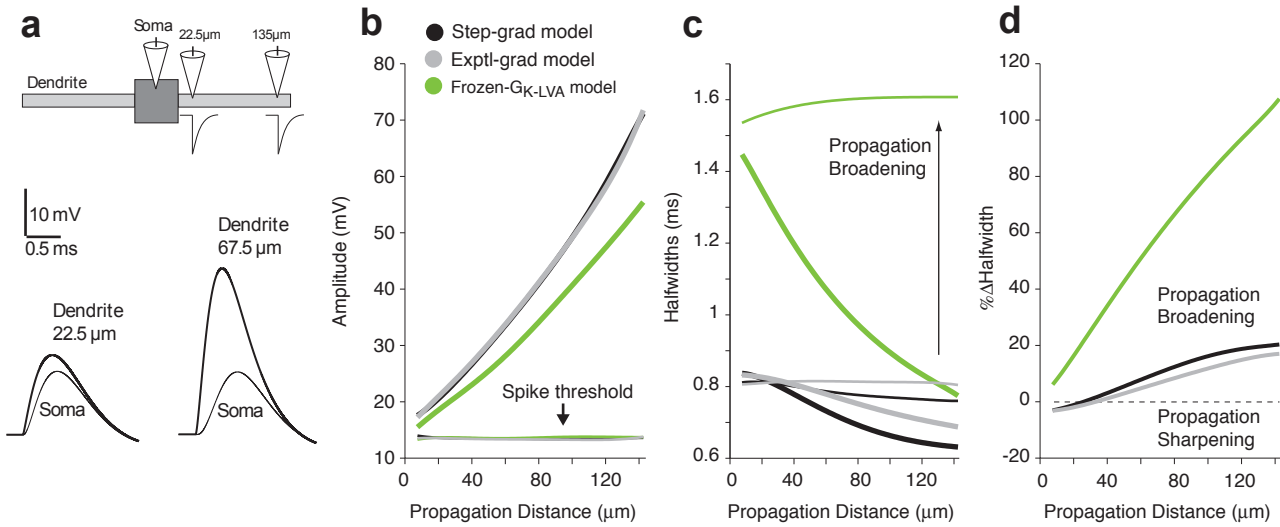 a
Soma
22.5µm
135µm
Dendrite
10 mV
0.5 ms
Dendrite
67.5 µm
Dendrite
22.5 µm
Soma
Soma
b
Step-grad model
Exptl-grad model
Frozen-G_K-LVA model
80
70
60
50
40
30
20
10
Amplitude (mV)
Spike threshold
0
40
80
120
Propagation Distance (µm)
c
1.6
1.4
1.2
1
0.8
0.6
Halfwidths (ms)
Propagation
Broadening
0
40
80
120
Propagation Distance (µm)
d
120
100
80
60
40
20
0
-20
%ΔHalfwidth
Propagation
Broadening
Propagation
Sharpening
0
40
80
120
Propagation Distance (µm)